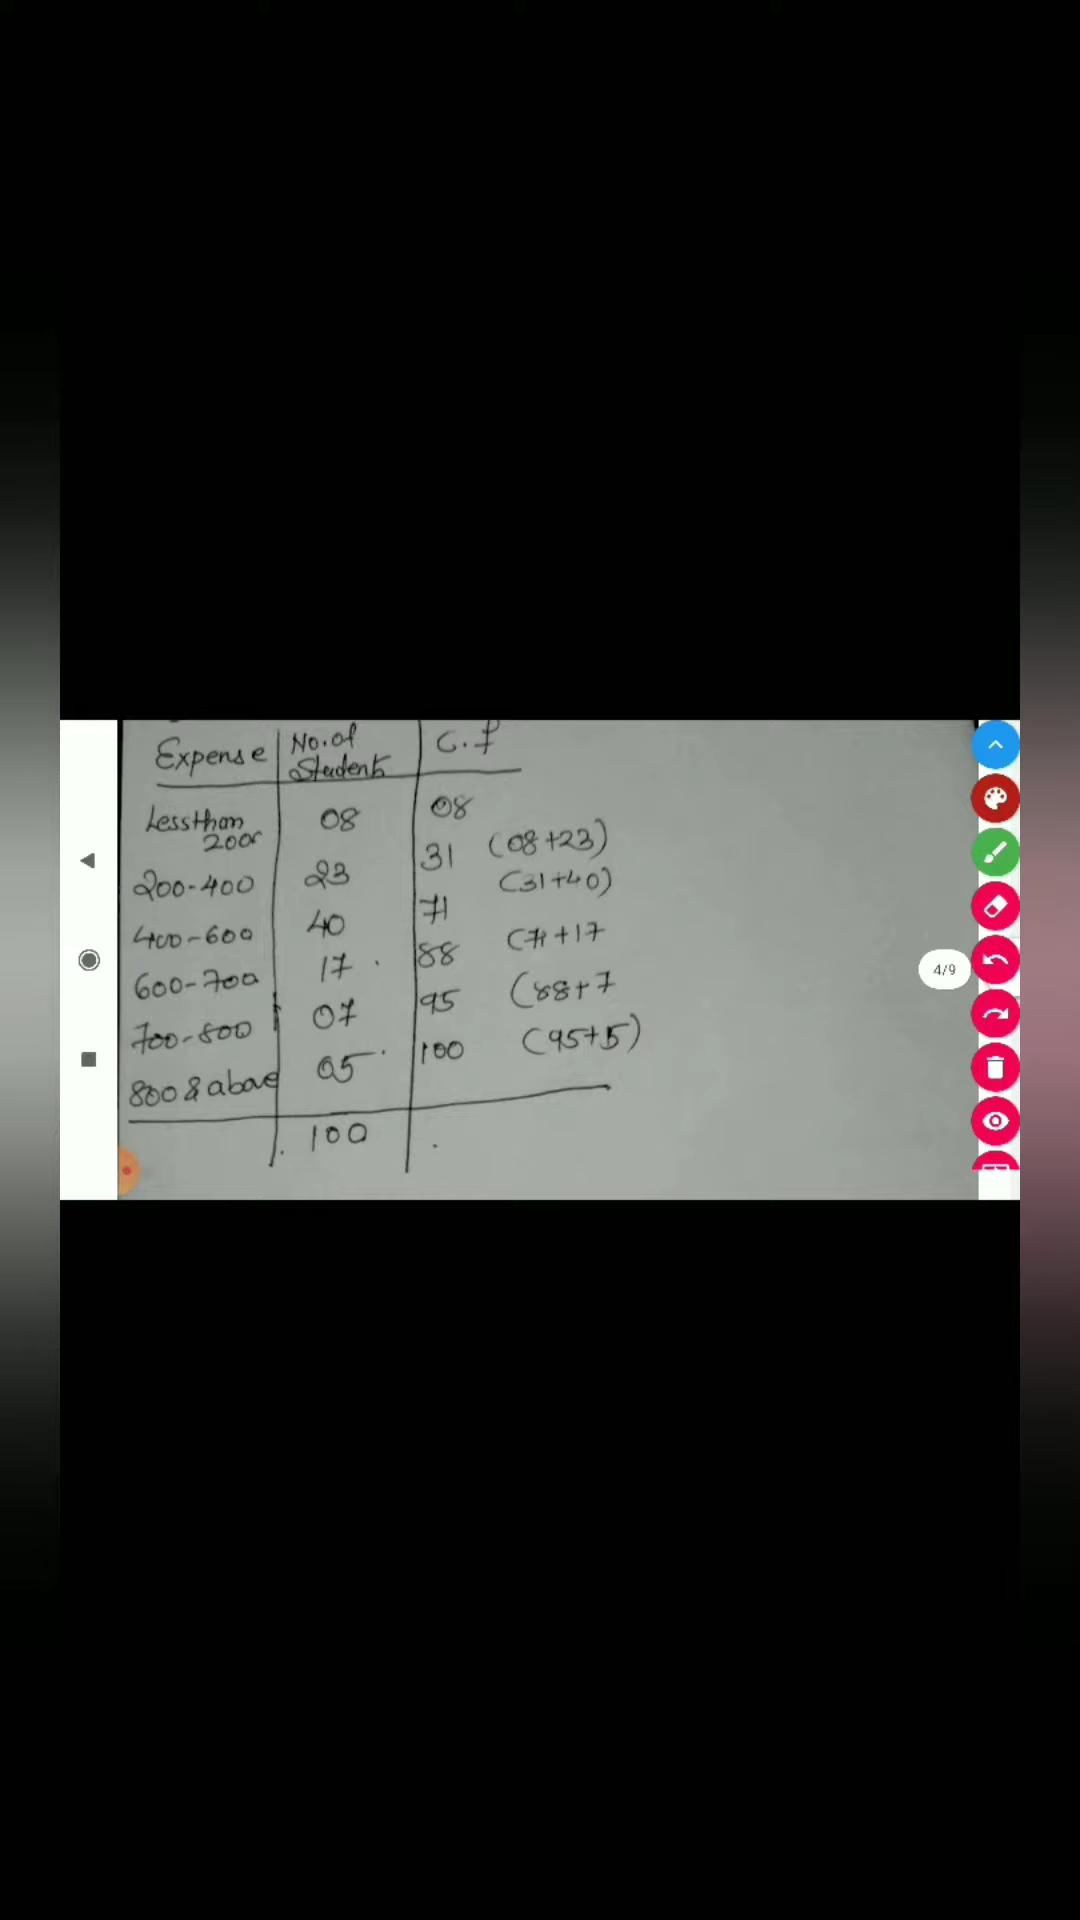 Expense No. of Students C.f
Less than 200 08 08
200-400 23 31 (08+23)
400-600 40 71 (31+40)
600-700 17 88 (71+17
700-800 07 95 (88+7
800 & above 05 100 (95+5)
100
4/9